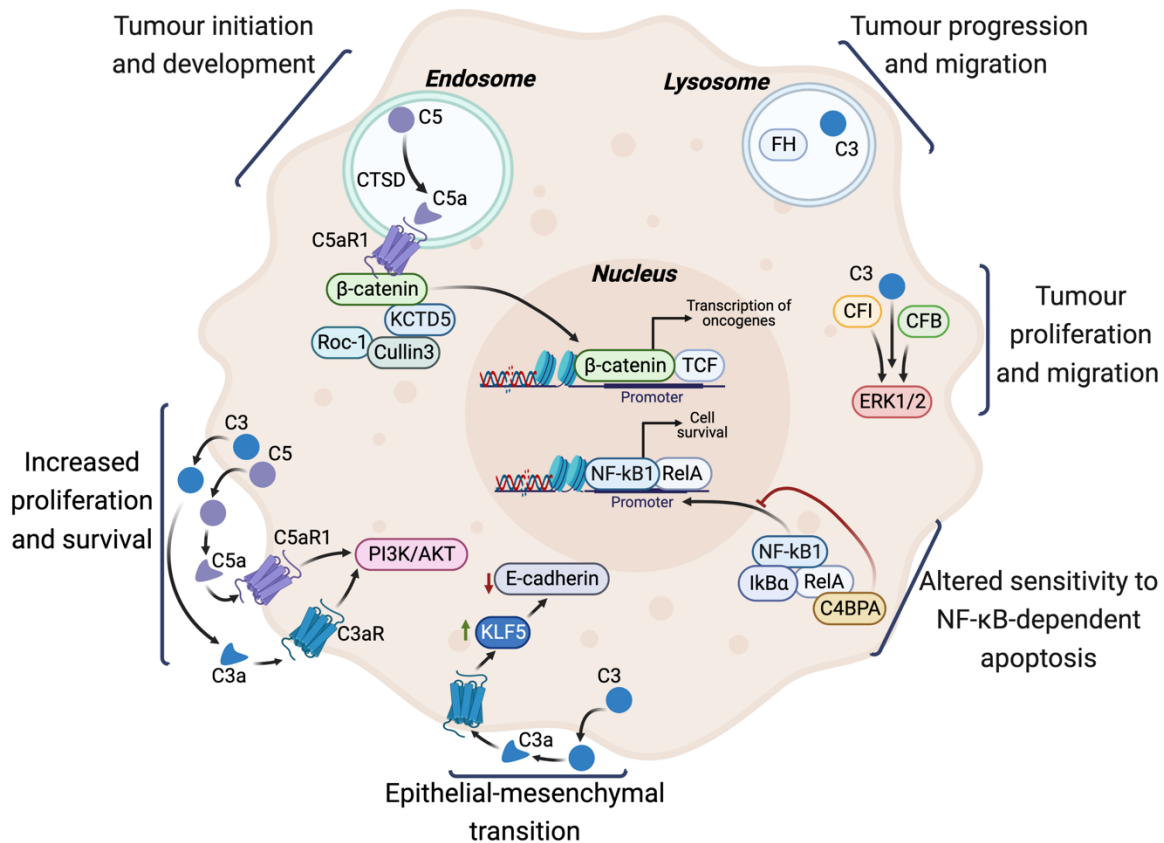 Tumour initiation
and development
Tumour progression
and migration
Endosome
Lysosome
C5
CTSD
C5a
FH
C3
C5aR1
β-catenin
KCTD5
Roc-1
Cullin3
Nucleus
Transcription of
oncogenes
β-catenin
TCF
Promoter
Cell
survival
NF-kB1
RelA
Promoter
C3
CFI
CFB
ERK1/2
Tumour
proliferation
and migration
Increased
proliferation
and survival
C3
C5
C5a
C5aR1
PI3K/AKT
C3aR
C3a
E-cadherin
KLF5
C3
C3a
Epithelial-mesenchymal
transition
NF-kB1
IkBα
RelA
C4BPA
Altered sensitivity to
NF-κB-dependent
apoptosis